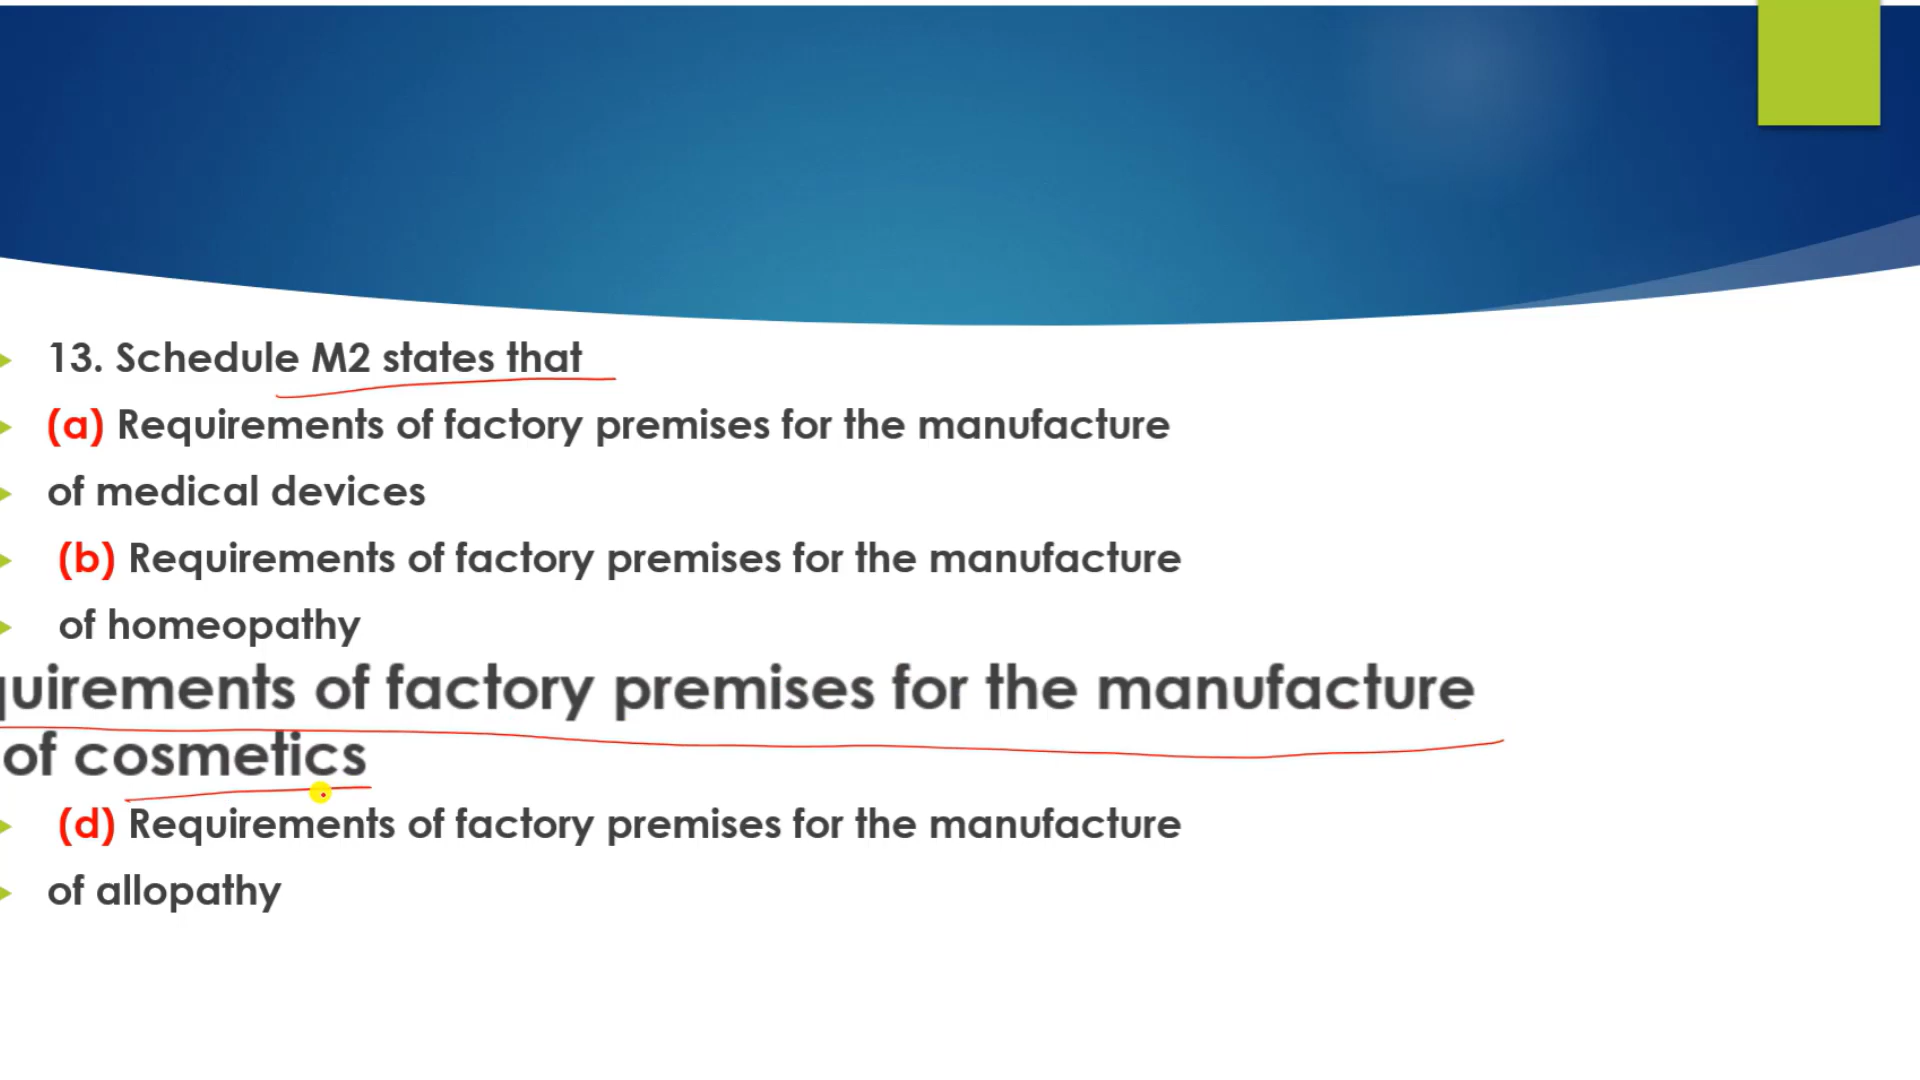 13. Schedule M2 states that
(a) Requirements of factory premises for the manufacture
of medical devices
(b) Requirements of factory premises for the manufacture
of homeopathy
quirements of factory premises for the manufacture
of cosmetics
(d) Requirements of factory premises for the manufacture
of allopathy